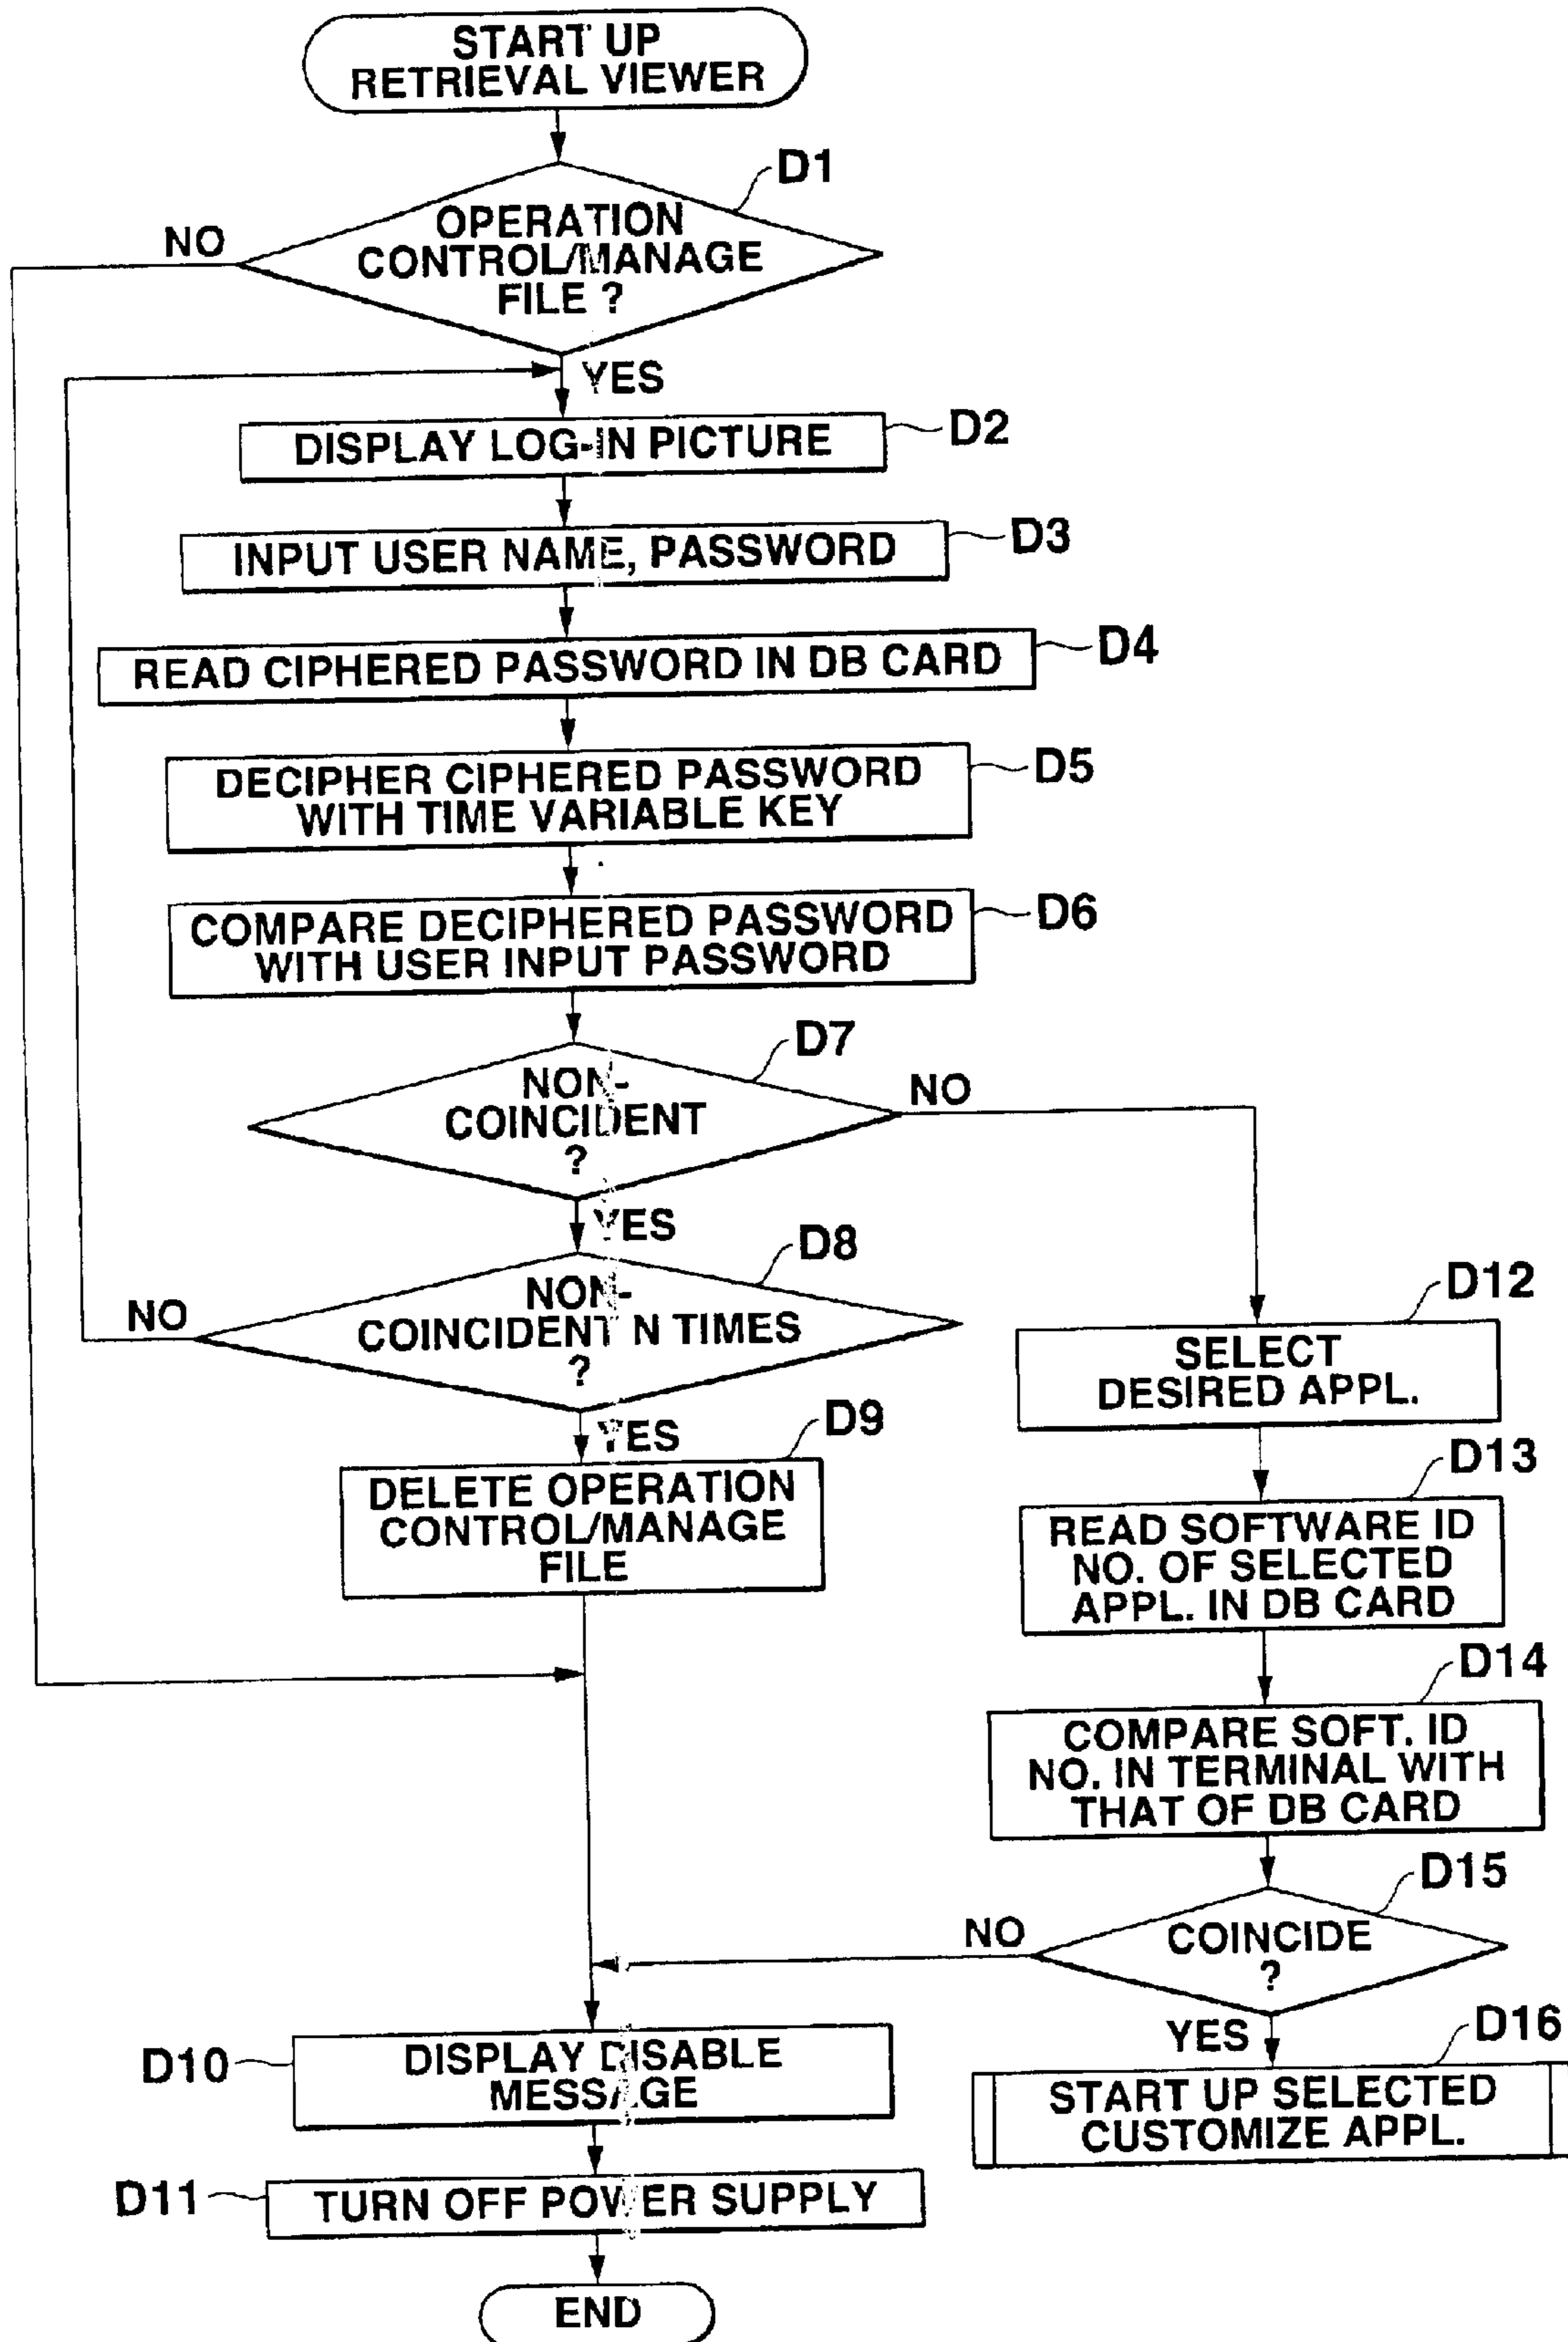 START UP
RETRIEVAL VIEWER
D1
OPERATION
CONTROL/MANAGE
FILE ?
NO
YES
DISPLAY LOG-IN PICTURE
D2
INPUT USER NAME, PASSWORD
D3
READ CIPHERED PASSWORD IN DB CARD
D4
DECIPHER CIPHERED PASSWORD
WITH TIME VARIABLE KEY
D5
COMPARE DECIPHERED PASSWORD
WITH USER INPUT PASSWORD
D6
D7
NON-
COINCIDENT
?
NO
YES
D8
NON-
COINCIDENT N TIMES
?
NO
YES
D9
DELETE OPERATION
CONTROL/MANAGE
FILE
D12
SELECT
DESIRED APPL.
D13
READ SOFTWARE ID
NO. OF SELECTED
APPL. IN DB CARD
D14
COMPARE SOFT. ID
NO. IN TERMINAL WITH
THAT OF DB CARD
D15
COINCIDE
?
NO
YES
D16
START UP SELECTED
CUSTOMIZE APPL.
D10
DISPLAY DISABLE
MESSAGE
D11
TURN OFF POWER SUPPLY
END